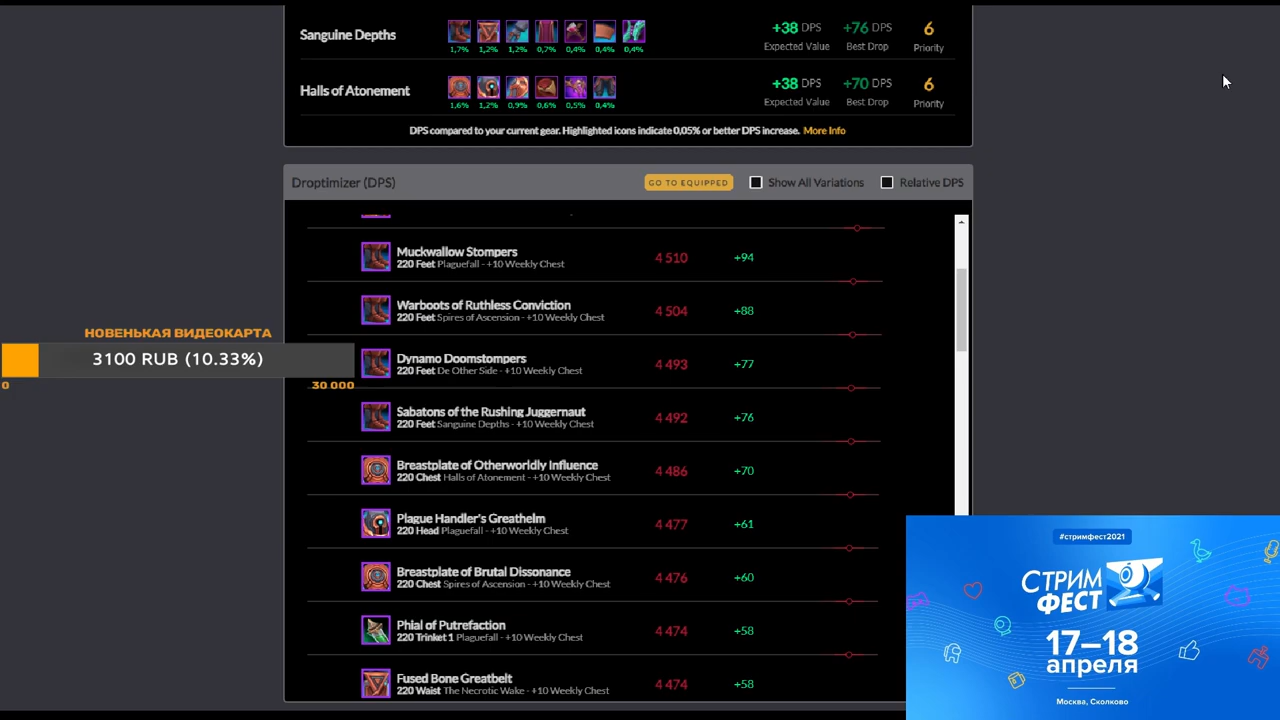 Sanguine Depths
1,7% 1,2% 1,2% 0,7% 0,4% 0,4% 0,4%
+38 DPS +76 DPS 6
Expected Value Best Drop Priority
Halls of Atonement
1,6% 1,2% 0,9% 0,6% 0,5% 0,4%
+38 DPS +70 DPS 6
Expected Value Best Drop Priority
DPS compared to your current gear. Highlighted icons indicate 0,05% or better DPS increase. More Info
Droptimizer (DPS) GO TO EQUIPPED Show All Variations Relative DPS
Muckwallow Stompers
220 Feet Plaguefall - +10 Weekly Chest
4 510 +94
Warboots of Ruthless Conviction
220 Feet Spires of Ascension - +10 Weekly Chest
4 504 +88
Dynamo Doomstompers
220 Feet De Other Side - +10 Weekly Chest
4 493 +77
Sabatons of the Rushing Juggernaut
220 Feet Sanguine Depths - +10 Weekly Chest
4 492 +76
Breastplate of Otherworldly Influence
220 Chest Halls of Atonement - +10 Weekly Chest
4 486 +70
Plague Handler's Greathelm
220 Head Plaguefall - +10 Weekly Chest
4 477 +61
Breastplate of Brutal Dissonance
220 Chest Spires of Ascension - +10 Weekly Chest
4 476 +60
Phial of Putrefaction
220 Trinket 1 Plaguefall - +10 Weekly Chest
4 474 +58
Fused Bone Greatbelt
220 Waist The Necrotic Wake - +10 Weekly Chest
4 474 +58
НОВЕНЬКАЯ ВИДЕОКАРТА
3100 RUB (10.33%)
0 30 000
#стримфест2021
СТРИМ
ФЕСТ
17–18
апреля
Москва, Сколково